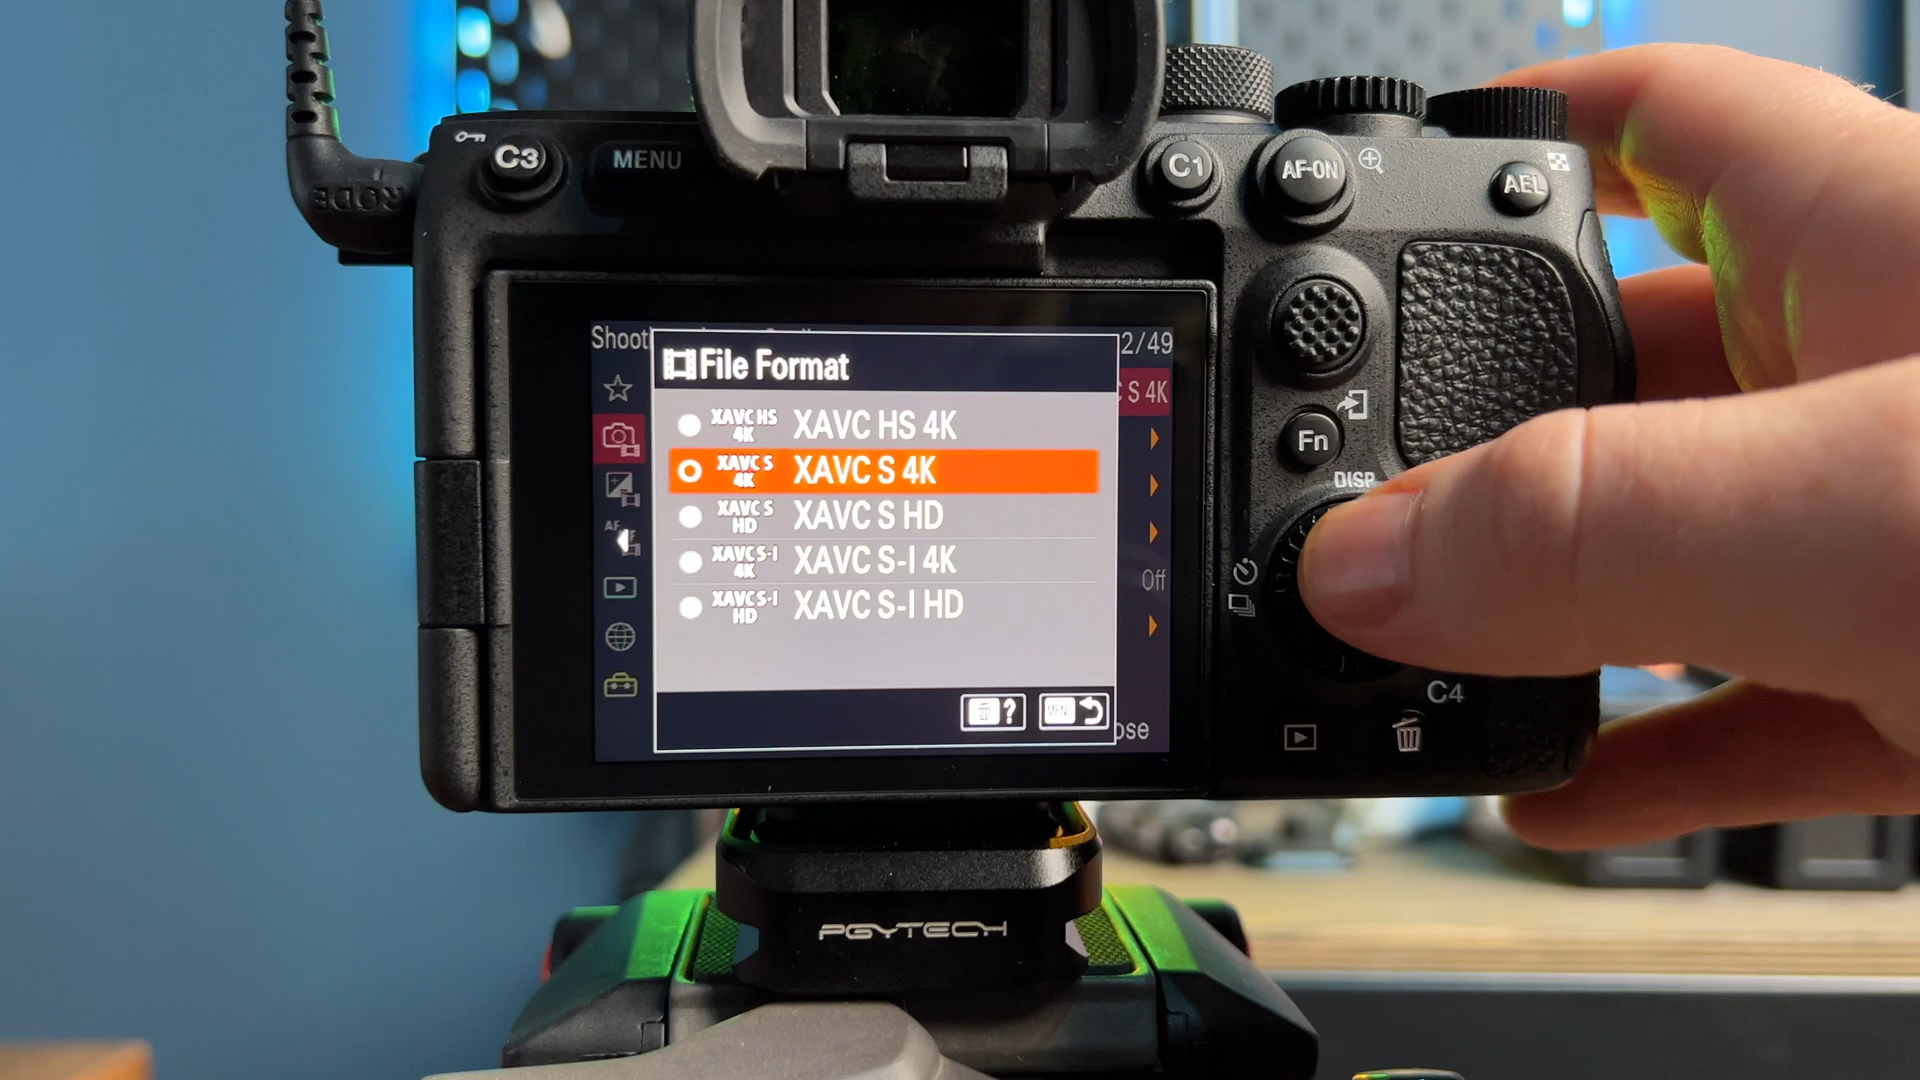 C3
MENU
C1
AF-ON
AEL
RODE
Shoot
2/49
File Format
XAVC HS 4K
XAVC HS 4K
S 4K
XAVC S 4K
XAVC S 4K
XAVC S HD
XAVC S HD
XAVC S-I 4K
XAVC S-I 4K
Off
XAVC S-I HD
XAVC S-I HD
AF
?
MENU
ose
Fn
DISP
C4
PGYTECH